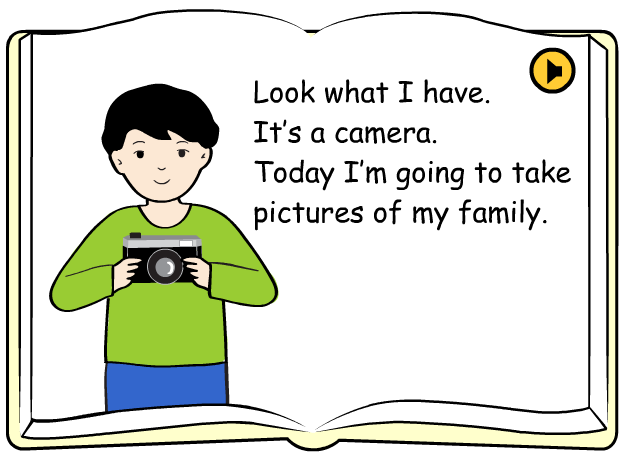 Look what I have.
It's a camera.
Today I'm going to take
pictures of my family.